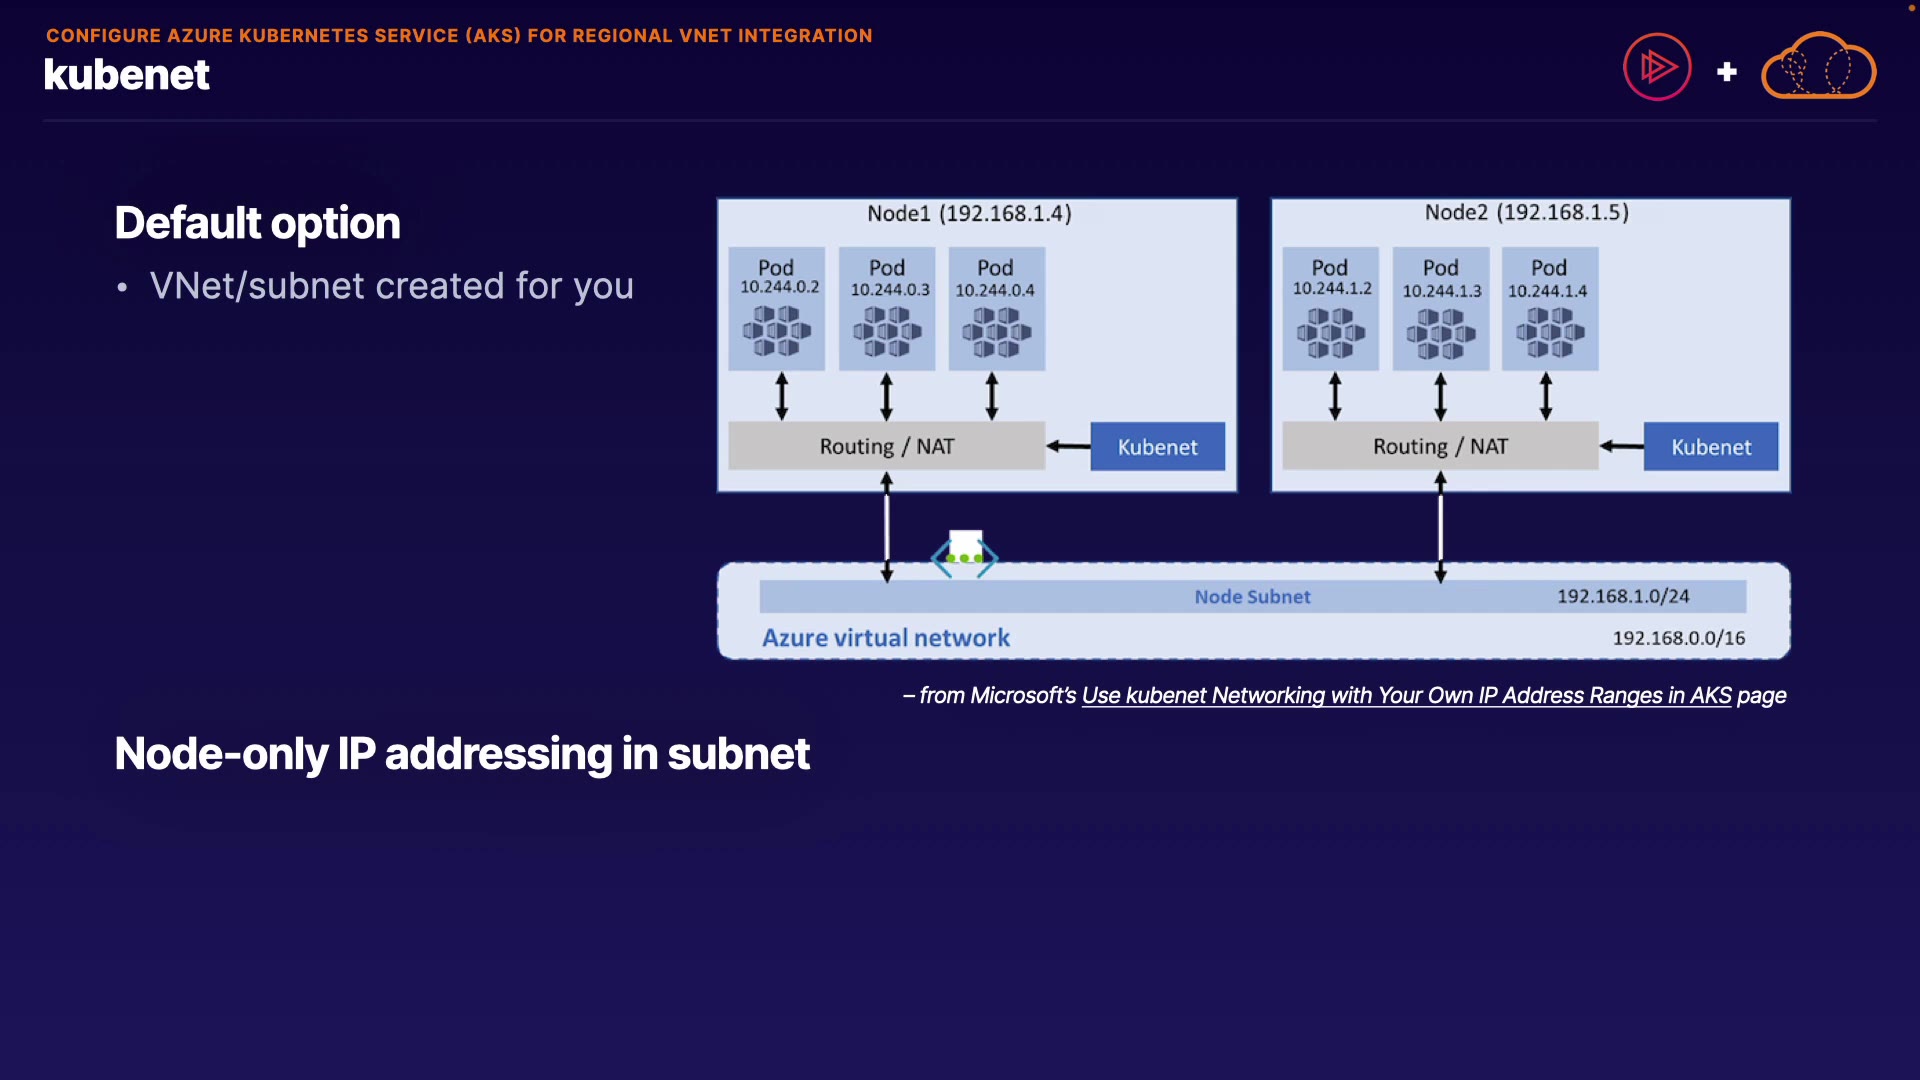 CONFIGURE AZURE KUBERNETES SERVICE (AKS) FOR REGIONAL VNET INTEGRATION
kubenet
Default option
• VNet/subnet created for you
Node1 (192.168.1.4)
Pod
10.244.0.2
Pod
10.244.0.3
Pod
10.244.0.4
Routing / NAT
Kubenet
Node2 (192.168.1.5)
Pod
10.244.1.2
Pod
10.244.1.3
Pod
10.244.1.4
Routing / NAT
Kubenet
Node Subnet
192.168.1.0/24
Azure virtual network
192.168.0.0/16
– from Microsoft’s Use kubenet Networking with Your Own IP Address Ranges in AKS page
Node-only IP addressing in subnet